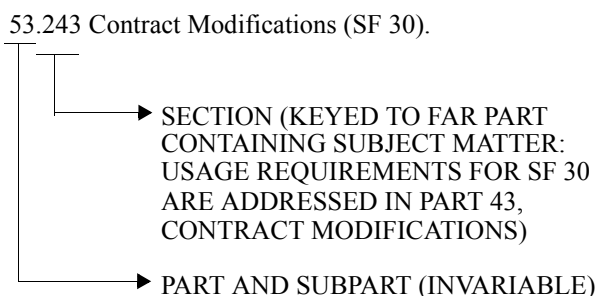 53.243 Contract Modifications (SF 30).
SECTION (KEYED TO FAR PART
CONTAINING SUBJECT MATTER:
USAGE REQUIREMENTS FOR SF 30
ARE ADDRESSED IN PART 43,
CONTRACT MODIFICATIONS)
PART AND SUBPART (INVARIABLE)